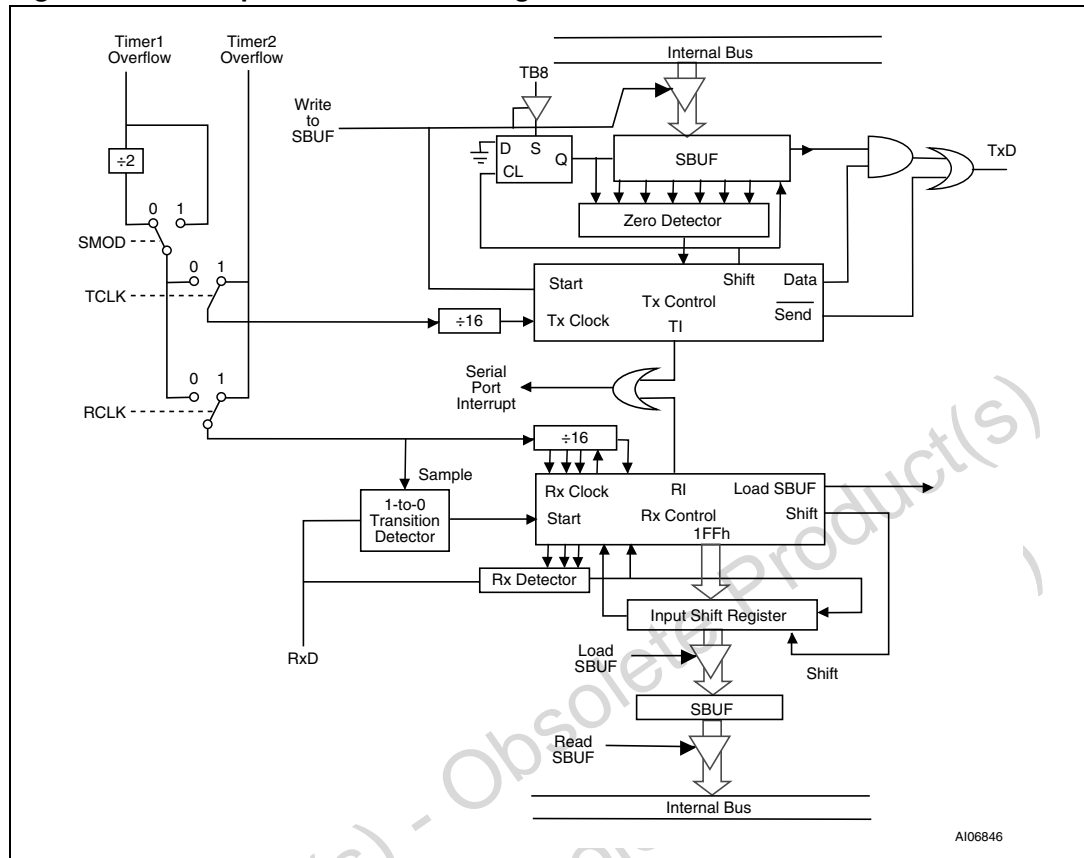 Timer1
Overflow
Timer2
Overflow
Internal Bus
TB8
Write
to
SBUF
D
S
Q
CL
SBUF
TxD
÷2
Zero Detector
0
1
SMOD
0
1
TCLK
Start
Shift
Data
Tx Control
Send
÷16
Tx Clock
TI
Serial
Port
Interrupt
0
1
RCLK
÷16
Sample
Rx Clock
RI
Load SBUF
1-to-0
Transition
Detector
Start
Rx Control
Shift
1FFh
Rx Detector
Input Shift Register
RxD
Load
SBUF
Shift
SBUF
Read
SBUF
Internal Bus
AI06846
(s) - Obsolete Product(s)